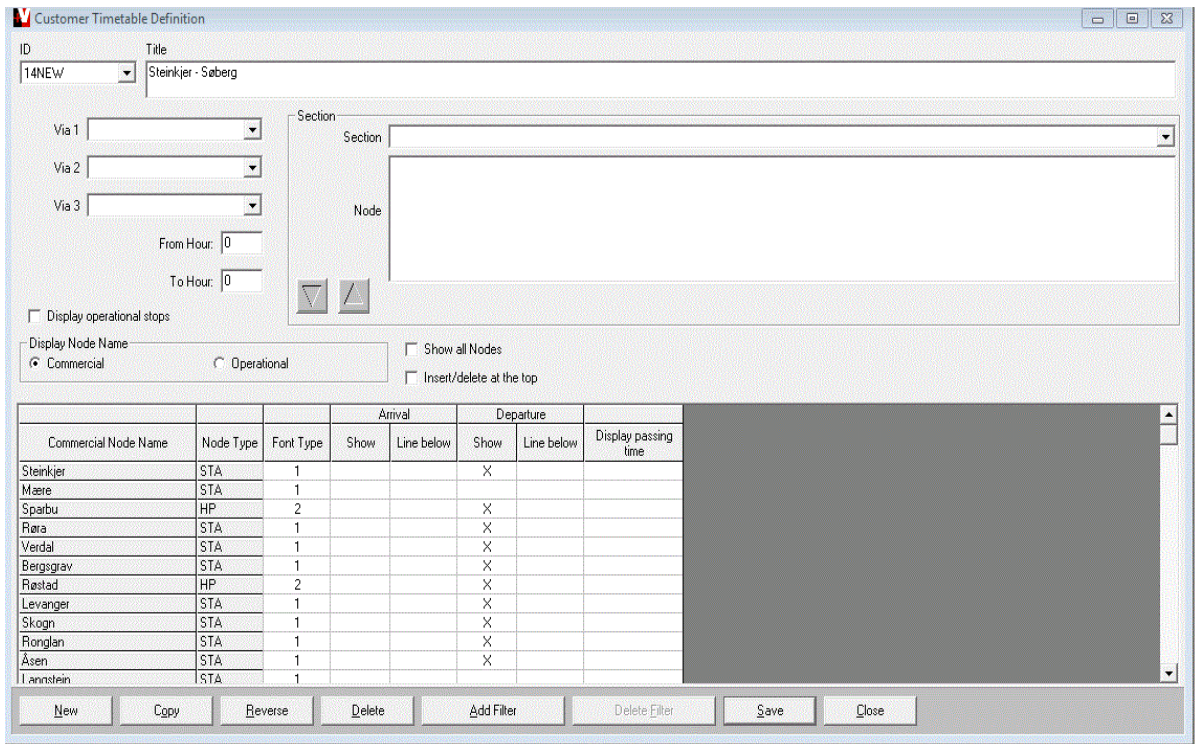 Customer Timetable Definition
ID Title
14NEW Steinkjer - Søberg
Section
Via 1 Section
Via 2
Via 3 Node
From Hour: 0
To Hour: 0
Display operational stops
Display Node Name
Commercial Operational
Show all Nodes
Insert/delete at the top
Arrival Departure
Commercial Node Name Node Type Font Type Show Line below Show Line below Display passing
time
Steinkjer STA 1 X
Mære STA 1
Sparbu HP 2 X
Røra STA 1 X
Verdal STA 1 X
Bergsgrav STA 1 X
Røstad HP 2 X
Levanger STA 1 X
Skogn STA 1 X
Ronglan STA 1 X
Åsen STA 1 X
Langstein STA 1
New Copy Reverse Delete Add Filter Delete Filter Save Close